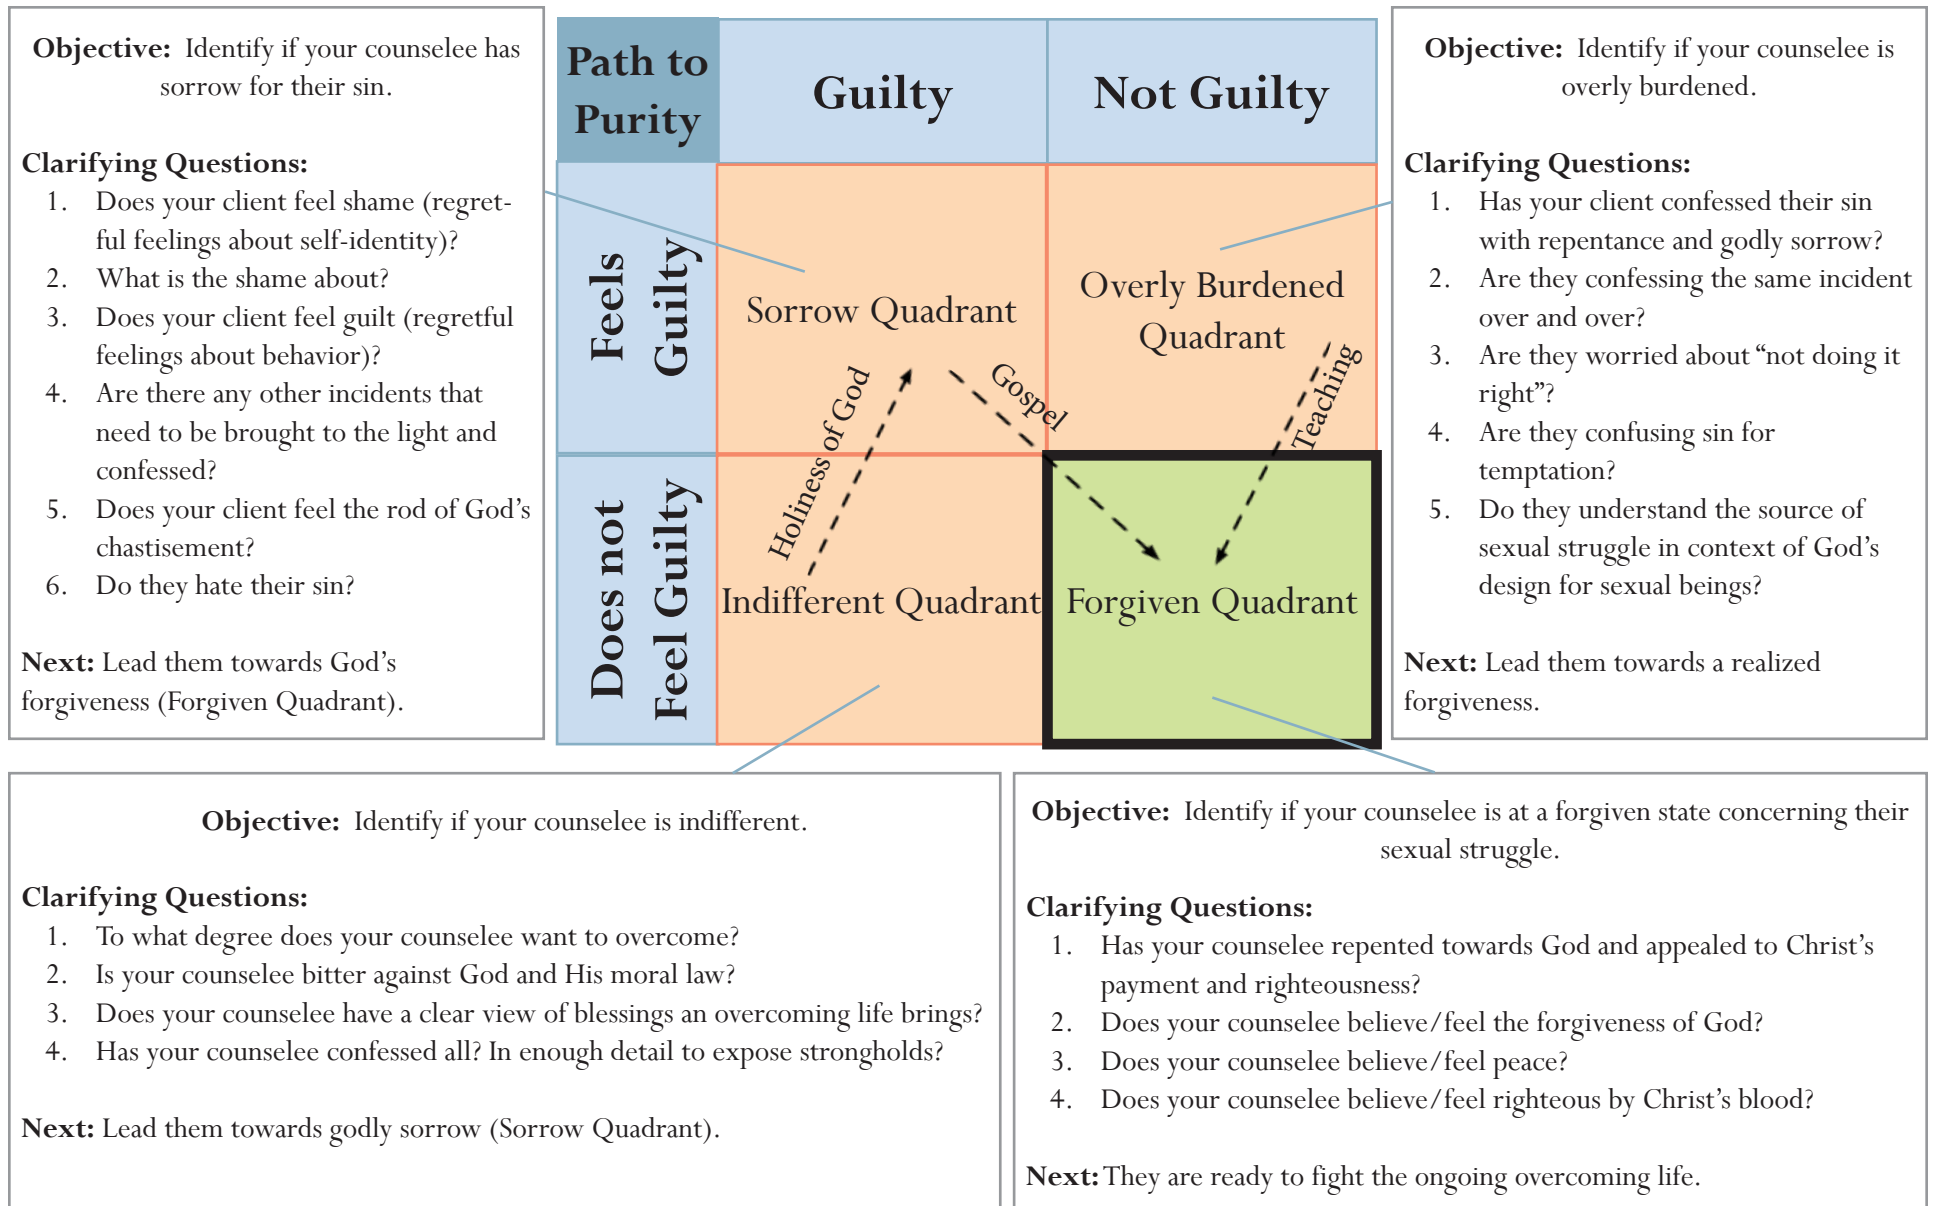 Objective: Identify if your counselee has
sorrow for their sin.
Clarifying Questions:
1. Does your client feel shame (regret-
ful feelings about self-identity)?
2. What is the shame about?
3. Does your client feel guilt (regretful
feelings about behavior)?
4. Are there any other incidents that
need to be brought to the light and
confessed?
5. Does your client feel the rod of God's
chastisement?
6. Do they hate their sin?
Next: Lead them towards God's
forgiveness (Forgiven Quadrant).
Path to
Purity
Guilty
Not Guilty
Feels
Guilty
Sorrow Quadrant
Overly Burdened
Quadrant
Holiness of God
Gospel
Teaching
Does not
Feel Guilty
Indifferent Quadrant
Forgiven Quadrant
Objective: Identify if your counselee is
overly burdened.
Clarifying Questions:
1. Has your client confessed their sin
with repentance and godly sorrow?
2. Are they confessing the same incident
over and over?
3. Are they worried about “not doing it
right”?
4. Are they confusing sin for
temptation?
5. Do they understand the source of
sexual struggle in context of God's
design for sexual beings?
Next: Lead them towards a realized
forgiveness.
Objective: Identify if your counselee is indifferent.
Clarifying Questions:
1. To what degree does your counselee want to overcome?
2. Is your counselee bitter against God and His moral law?
3. Does your counselee have a clear view of blessings an overcoming life brings?
4. Has your counselee confessed all? In enough detail to expose strongholds?
Next: Lead them towards godly sorrow (Sorrow Quadrant).
Objective: Identify if your counselee is at a forgiven state concerning their
sexual struggle.
Clarifying Questions:
1. Has your counselee repented towards God and appealed to Christ's
payment and righteousness?
2. Does your counselee believe/feel the forgiveness of God?
3. Does your counselee believe/feel peace?
4. Does your counselee believe/feel righteous by Christ's blood?
Next: They are ready to fight the ongoing overcoming life.